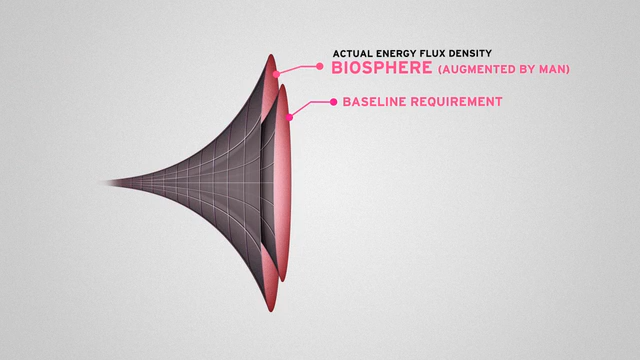 ACTUAL ENERGY FLUX DENSITY
BIOSPHERE (AUGMENTED BY MAN)
BASELINE REQUIREMENT